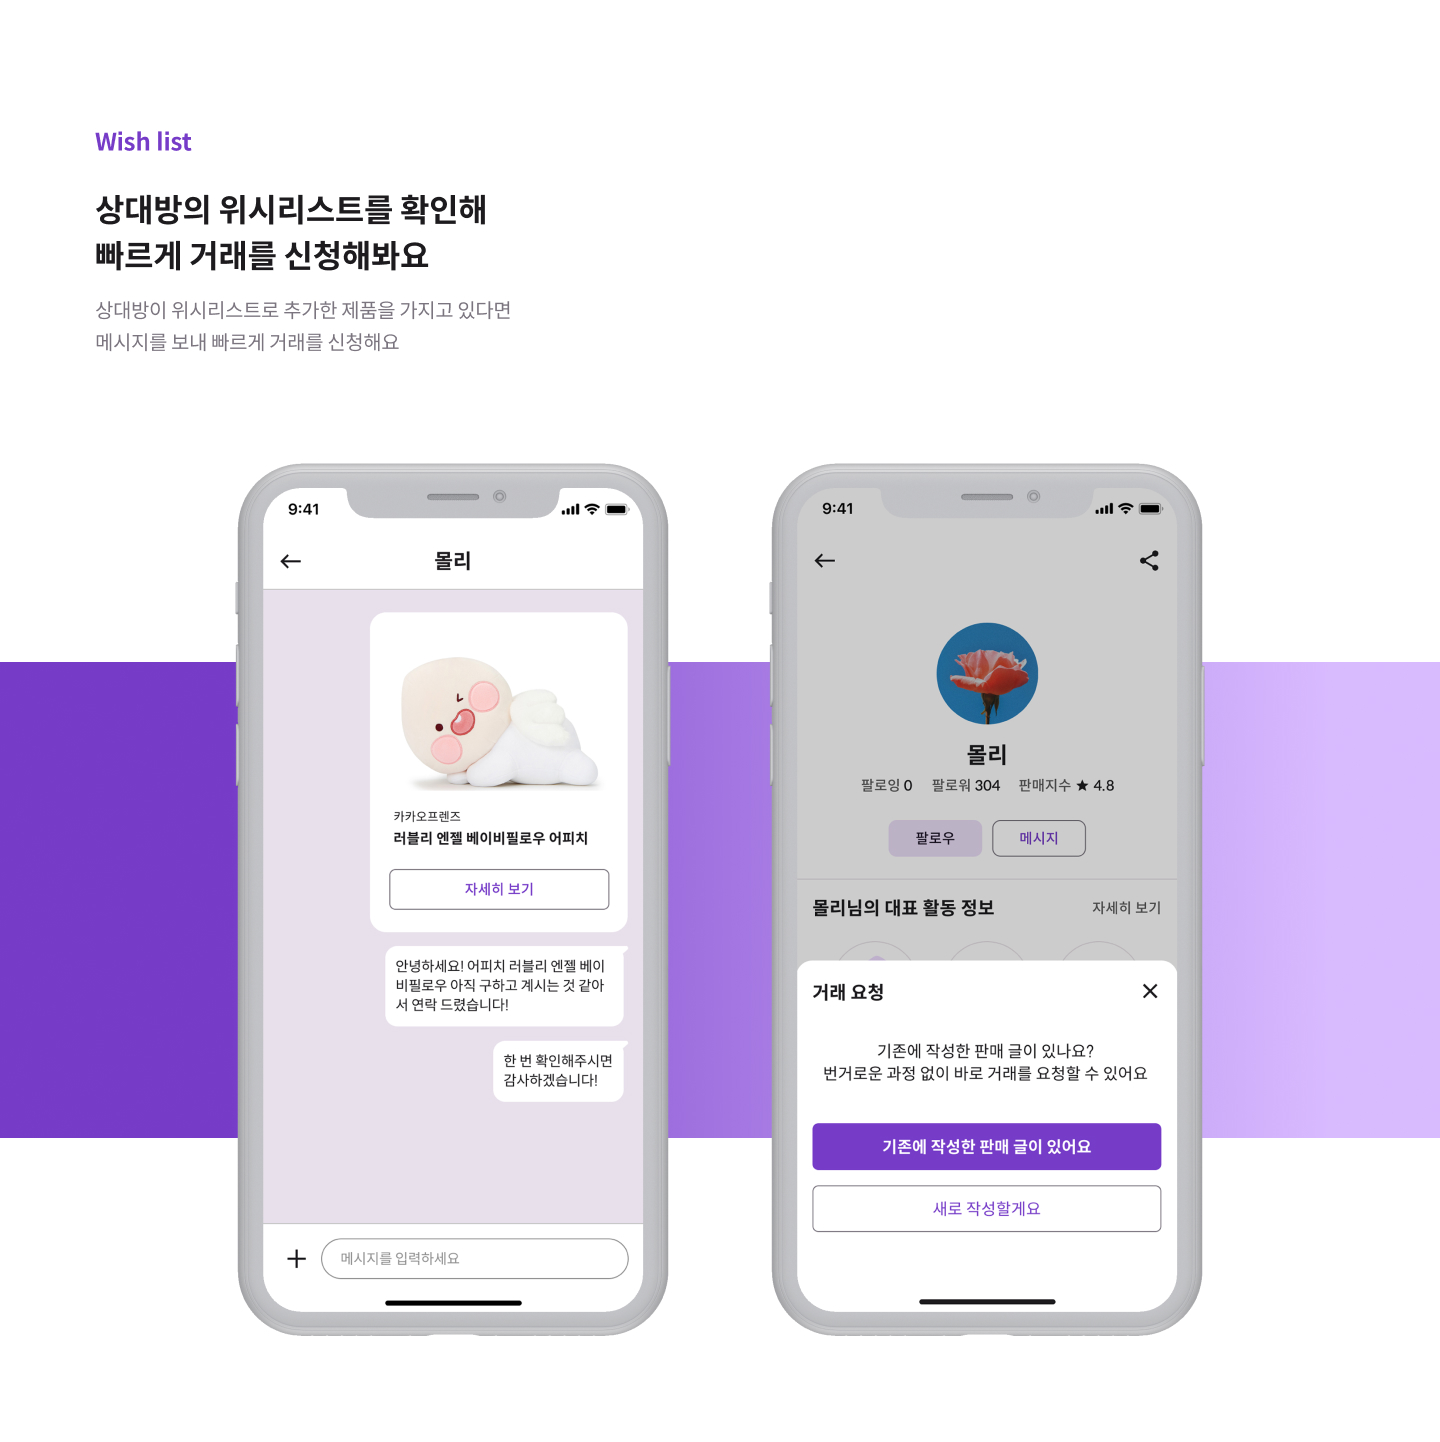 Wish list
상대방의 위시리스트를 확인해
빠르게 거래를 신청해봐요
상대방이 위시리스트로 추가한 제품을 가지고 있다면
메시지를 보내 빠르게 거래를 신청해요
9:41
몰리
카카오프렌즈
러블리 엔젤 베이비필로우 어피치
자세히 보기
안녕하세요! 어피치 러블리 엔젤 베이
비필로우 아직 구하고 계시는 것 같아
서 연락 드렸습니다!
한 번 확인해주시면
감사하겠습니다!
메시지를 입력하세요
9:41
몰리
팔로잉 0 팔로워 304 판매지수 ★ 4.8
팔로우 메시지
몰리님의 대표 활동 정보 자세히 보기
거래 요청
기존에 작성한 판매 글이 있나요?
번거로운 과정 없이 바로 거래를 요청할 수 있어요
기존에 작성한 판매 글이 있어요
새로 작성할게요